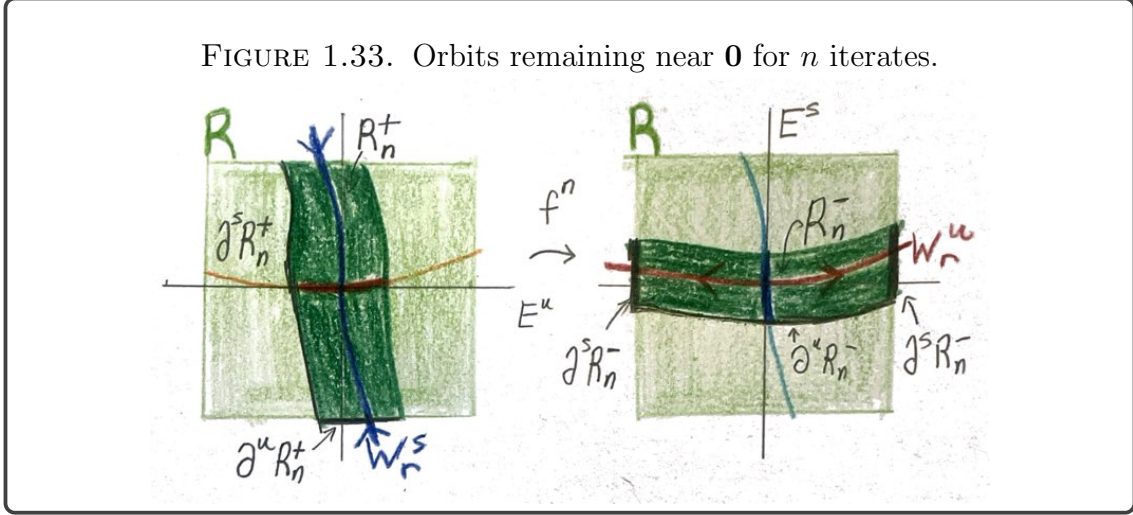 FIGURE 1.33. Orbits remaining near 0 for n iterates.
R
R_n^+
∂^s R_n^+
E^u
∂^u R_n^+
W_r^s
f^n
R
E^s
R_n^-
W_r^u
∂^s R_n^-
∂^u R_n^-
∂^s R_n^-